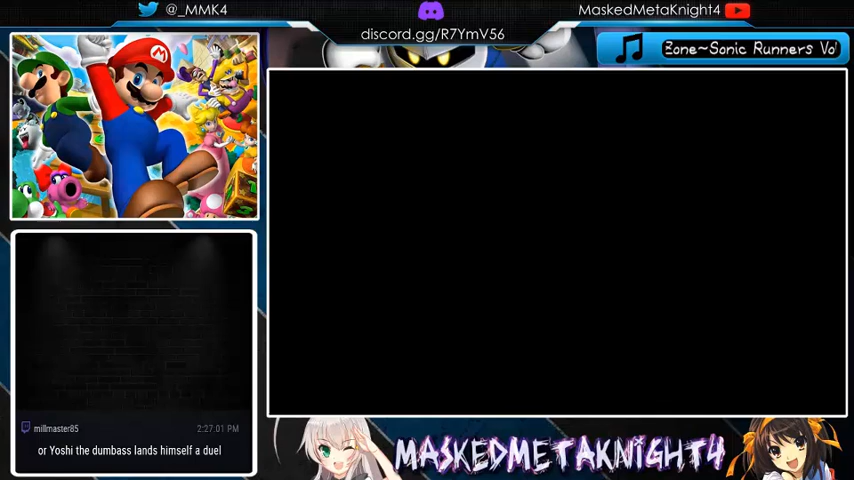 @_MMK4
discord.gg/R7YmV56
MaskedMetaKnight4
Zone~Sonic Runners Vol
millmaster85
2:27:01 PM
or Yoshi the dumbass lands himself a duel
MASKEDMETAKNIGHT4